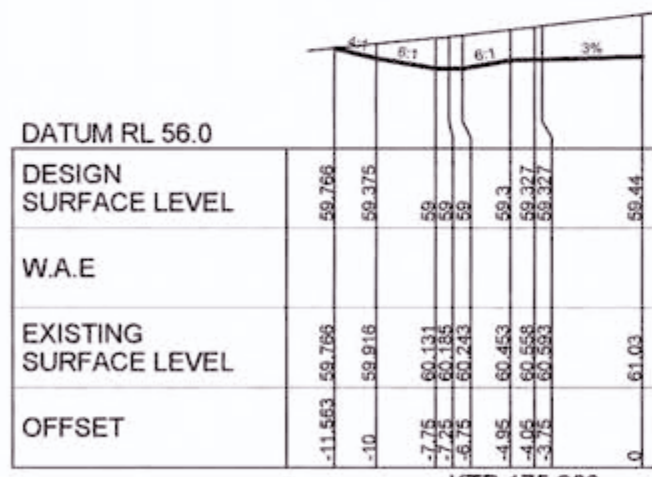 4:1 6:1 6:1 3%
DATUM RL 56.0
DESIGN
SURFACE LEVEL
59.766 59.375 59 59 59 59.3 59.327 59.327 59.44
W.A.E
EXISTING
SURFACE LEVEL
59.766 59.916 60.131 60.185 60.243 60.453 60.558 60.593 61.03
OFFSET
-11.563 -10 -7.75 -7.25 -6.75 -4.95 -4.05 -3.75 0